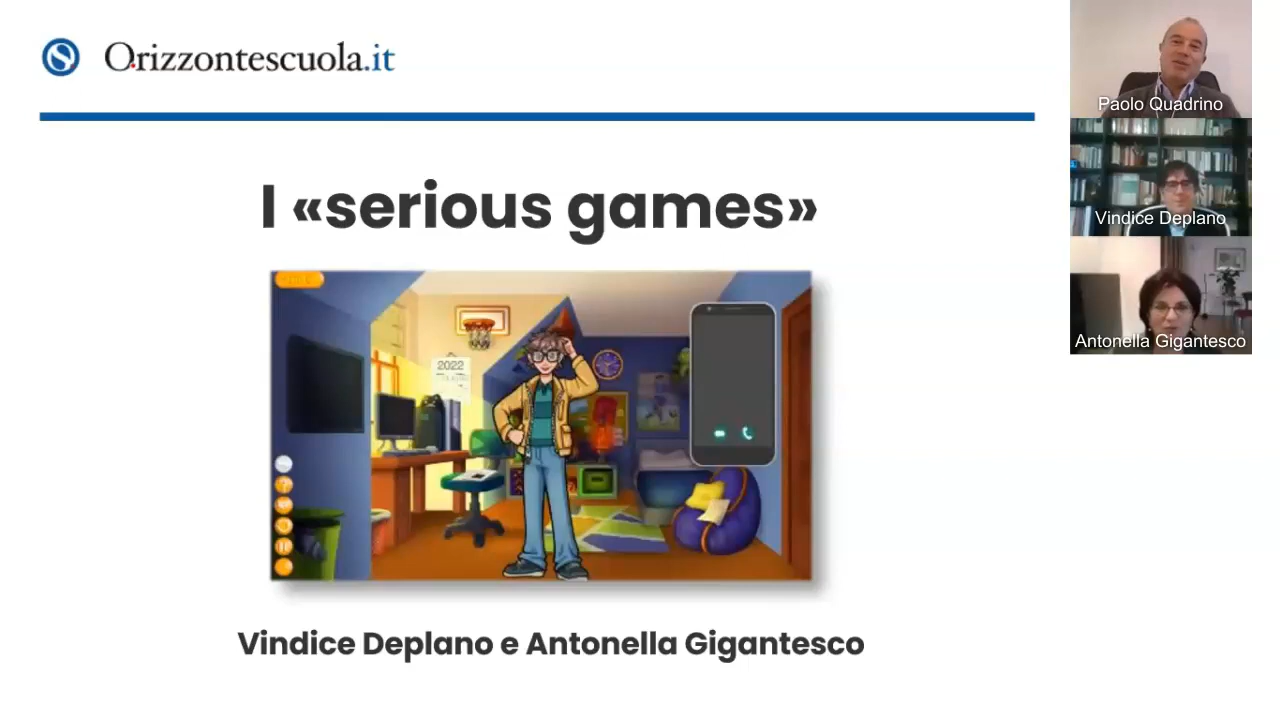 Orizzontescuola.it
I «serious games»
2022
Vindice Deplano e Antonella Gigantesco
Paolo Quadrino
Vindice Deplano
Antonella Gigantesco